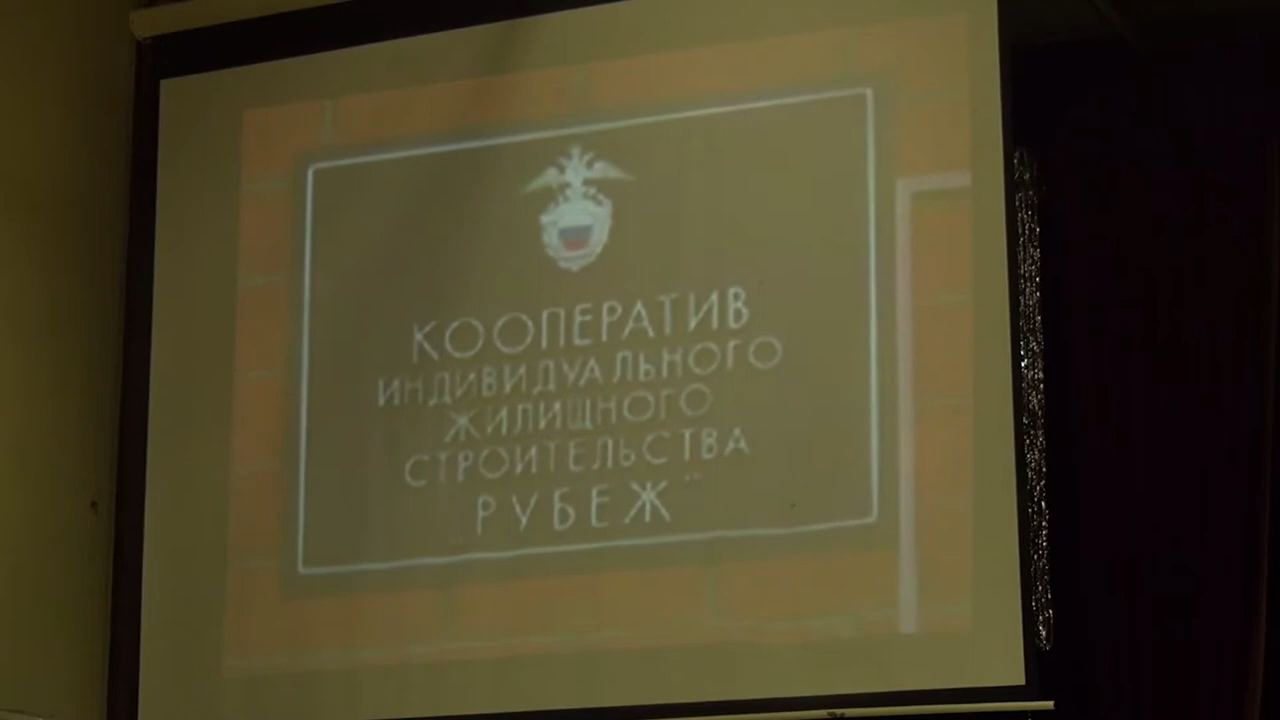 КООПЕРАТИВ
ИНДИВИДУАЛЬНОГО
ЖИЛИЩНОГО
СТРОИТЕЛЬСТВА
РУБЕЖ"